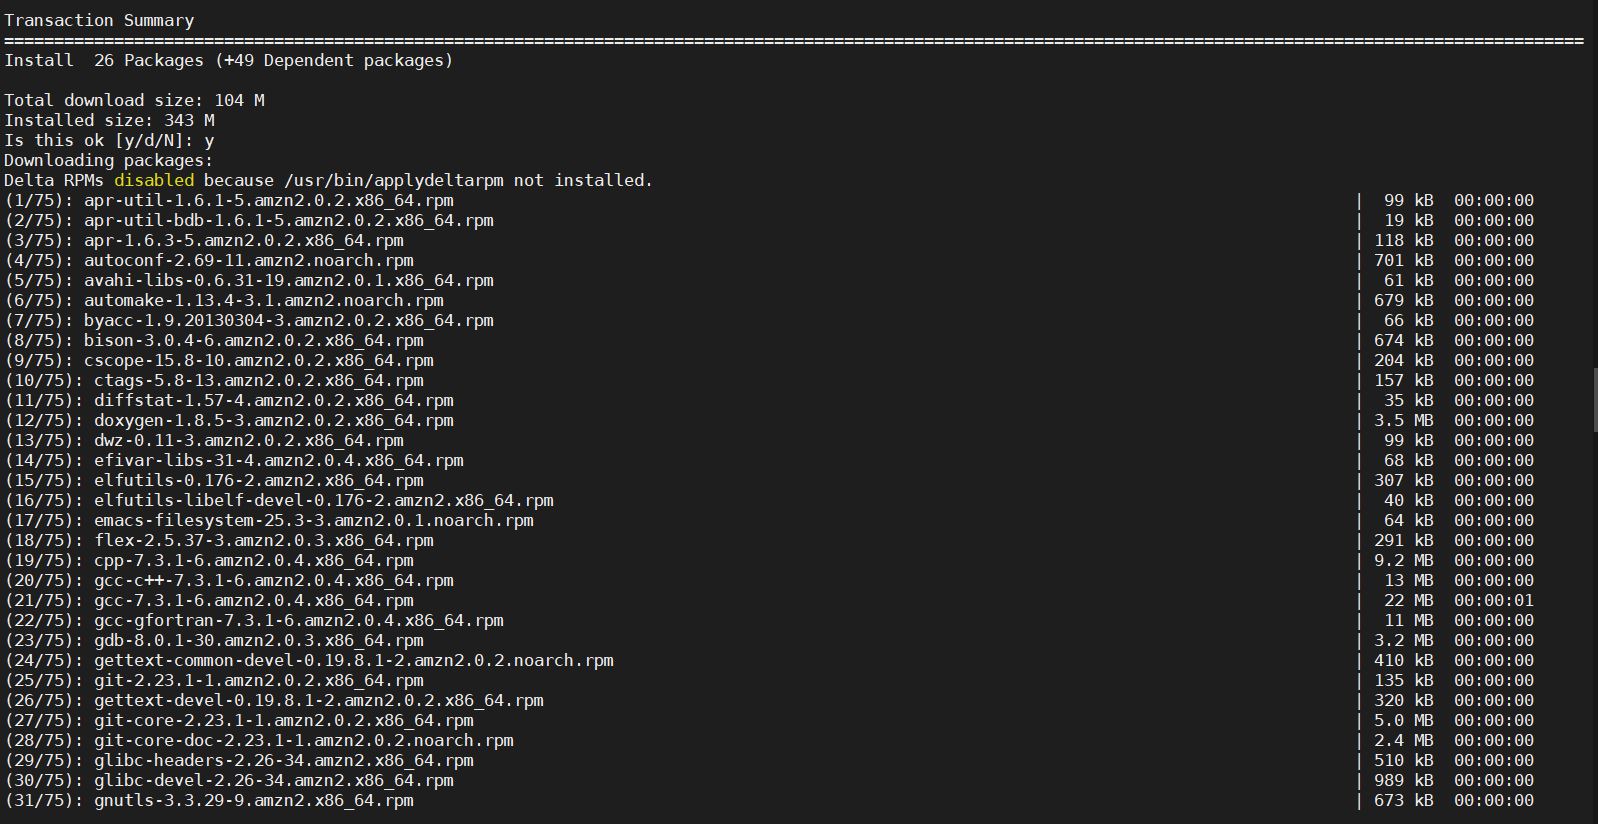 Transaction Summary
==============================================================================================================================================================
Install  26 Packages (+49 Dependent packages)

Total download size: 104 M
Installed size: 343 M
Is this ok [y/d/N]: y
Downloading packages:
Delta RPMs disabled because /usr/bin/applydeltarpm not installed.
(1/75): apr-util-1.6.1-5.amzn2.0.2.x86_64.rpm | 99 kB 00:00:00
(2/75): apr-util-bdb-1.6.1-5.amzn2.0.2.x86_64.rpm | 19 kB 00:00:00
(3/75): apr-1.6.3-5.amzn2.0.2.x86_64.rpm | 118 kB 00:00:00
(4/75): autoconf-2.69-11.amzn2.noarch.rpm | 701 kB 00:00:00
(5/75): avahi-libs-0.6.31-19.amzn2.0.1.x86_64.rpm | 61 kB 00:00:00
(6/75): automake-1.13.4-3.1.amzn2.noarch.rpm | 679 kB 00:00:00
(7/75): byacc-1.9.20130304-3.amzn2.0.2.x86_64.rpm | 66 kB 00:00:00
(8/75): bison-3.0.4-6.amzn2.0.2.x86_64.rpm | 674 kB 00:00:00
(9/75): cscope-15.8-10.amzn2.0.2.x86_64.rpm | 204 kB 00:00:00
(10/75): ctags-5.8-13.amzn2.0.2.x86_64.rpm | 157 kB 00:00:00
(11/75): diffstat-1.57-4.amzn2.0.2.x86_64.rpm | 35 kB 00:00:00
(12/75): doxygen-1.8.5-3.amzn2.0.2.x86_64.rpm | 3.5 MB 00:00:00
(13/75): dwz-0.11-3.amzn2.0.2.x86_64.rpm | 99 kB 00:00:00
(14/75): efivar-libs-31-4.amzn2.0.4.x86_64.rpm | 68 kB 00:00:00
(15/75): elfutils-0.176-2.amzn2.x86_64.rpm | 307 kB 00:00:00
(16/75): elfutils-libelf-devel-0.176-2.amzn2.x86_64.rpm | 40 kB 00:00:00
(17/75): emacs-filesystem-25.3-3.amzn2.0.1.noarch.rpm | 64 kB 00:00:00
(18/75): flex-2.5.37-3.amzn2.0.3.x86_64.rpm | 291 kB 00:00:00
(19/75): cpp-7.3.1-6.amzn2.0.4.x86_64.rpm | 9.2 MB 00:00:00
(20/75): gcc-c++-7.3.1-6.amzn2.0.4.x86_64.rpm | 13 MB 00:00:00
(21/75): gcc-7.3.1-6.amzn2.0.4.x86_64.rpm | 22 MB 00:00:01
(22/75): gcc-gfortran-7.3.1-6.amzn2.0.4.x86_64.rpm | 11 MB 00:00:00
(23/75): gdb-8.0.1-30.amzn2.0.3.x86_64.rpm | 3.2 MB 00:00:00
(24/75): gettext-common-devel-0.19.8.1-2.amzn2.0.2.noarch.rpm | 410 kB 00:00:00
(25/75): git-2.23.1-1.amzn2.0.2.x86_64.rpm | 135 kB 00:00:00
(26/75): gettext-devel-0.19.8.1-2.amzn2.0.2.x86_64.rpm | 320 kB 00:00:00
(27/75): git-core-2.23.1-1.amzn2.0.2.x86_64.rpm | 5.0 MB 00:00:00
(28/75): git-core-doc-2.23.1-1.amzn2.0.2.noarch.rpm | 2.4 MB 00:00:00
(29/75): glibc-headers-2.26-34.amzn2.x86_64.rpm | 510 kB 00:00:00
(30/75): glibc-devel-2.26-34.amzn2.x86_64.rpm | 989 kB 00:00:00
(31/75): gnutls-3.3.29-9.amzn2.x86_64.rpm | 673 kB 00:00:00